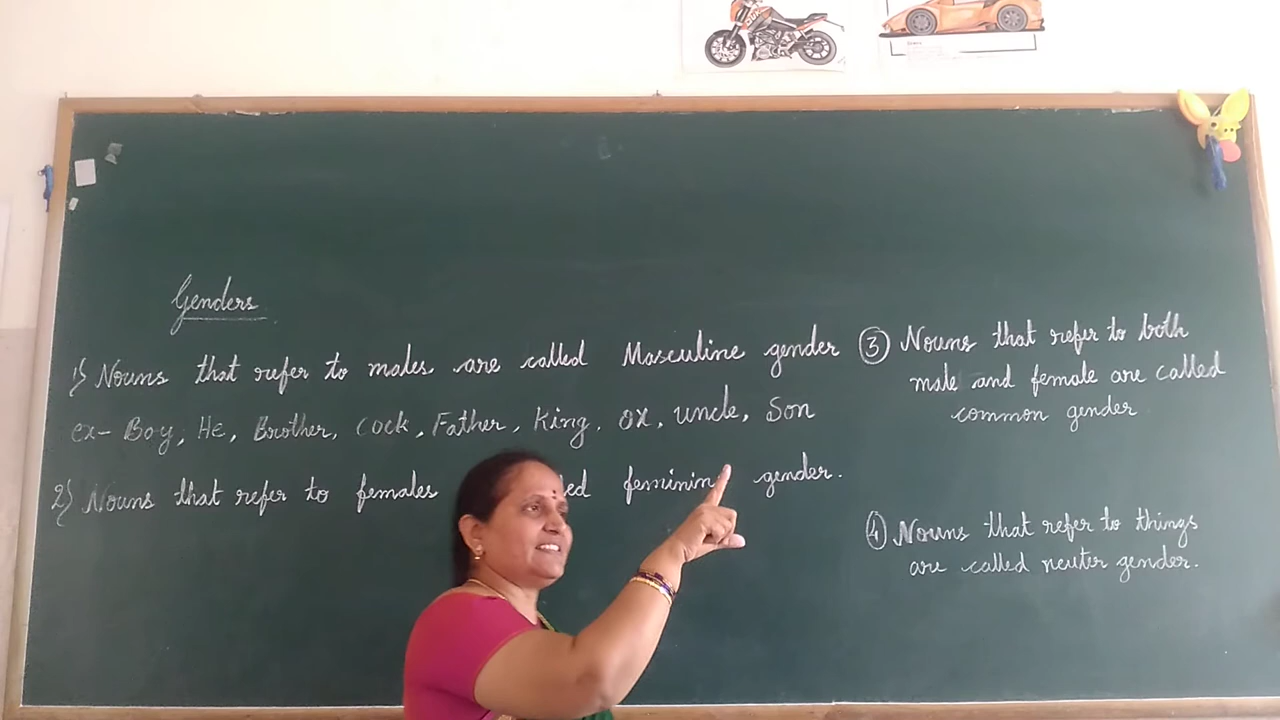 Genders
1) Nouns that refer to males are called Masculine gender
ex- Boy, He, Brother, Cock, Father, King, Ox, Uncle, Son
2) Nouns that refer to females ed feminin gender.
3 Nouns that refer to both
male and female are called
common gender
4 Nouns that refer to things
are called neuter gender.